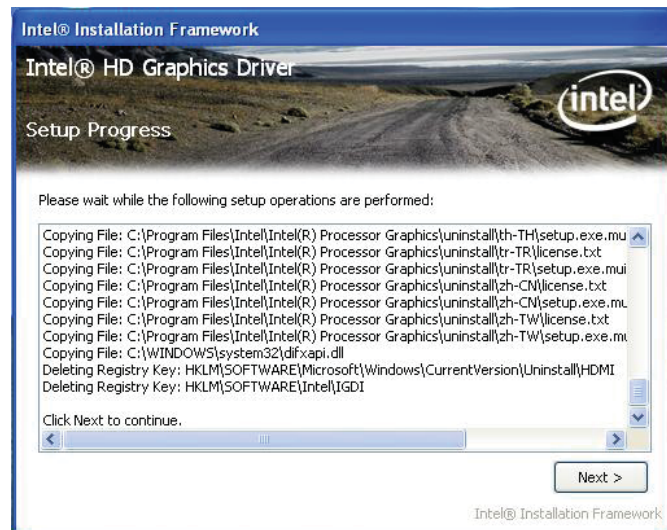 Intel® Installation Framework
Intel® HD Graphics Driver
intel
Setup Progress
Please wait while the following setup operations are performed:
Copying File: C:\Program Files\Intel\Intel(R) Processor Graphics\uninstall\th-TH\setup.exe.mu
Copying File: C:\Program Files\Intel\Intel(R) Processor Graphics\uninstall\tr-TR\license.txt
Copying File: C:\Program Files\Intel\Intel(R) Processor Graphics\uninstall\tr-TR\setup.exe.mui
Copying File: C:\Program Files\Intel\Intel(R) Processor Graphics\uninstall\zh-CN\license.txt
Copying File: C:\Program Files\Intel\Intel(R) Processor Graphics\uninstall\zh-CN\setup.exe.mu
Copying File: C:\Program Files\Intel\Intel(R) Processor Graphics\uninstall\zh-TW\license.txt
Copying File: C:\Program Files\Intel\Intel(R) Processor Graphics\uninstall\zh-TW\setup.exe.mu
Copying File: C:\WINDOWS\system32\difxapi.dll
Deleting Registry Key: HKLM\SOFTWARE\Microsoft\Windows\CurrentVersion\Uninstall\HDMI
Deleting Registry Key: HKLM\SOFTWARE\Intel\IGDI
Click Next to continue.
Next >
Intel® Installation Framework